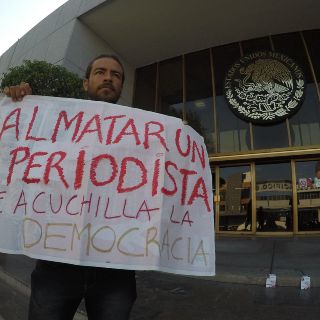 AL MATAR UN
PERIODISTA
E ACUCHILLA LA
DEMOCRACIA
ESTADOS UNIDOS MEXICANOS